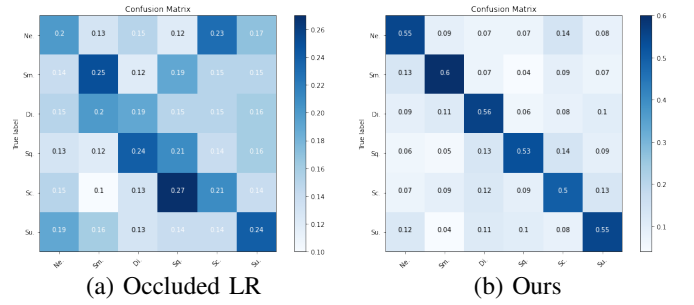 Confusion Matrix
Ne. 0.2 0.13 0.15 0.12 0.23 0.17
Sm. 0.14 0.25 0.12 0.19 0.15 0.15
Di. 0.15 0.2 0.19 0.15 0.15 0.16
Sq. 0.13 0.12 0.24 0.21 0.14 0.16
Sc. 0.15 0.1 0.13 0.27 0.21 0.14
Su. 0.19 0.16 0.13 0.14 0.14 0.24
Ne. Sm. Di. Sq. Sc. Su.
True label
0.26
0.24
0.22
0.20
0.18
0.16
0.14
0.12
0.10
(a) Occluded LR
Confusion Matrix
Ne. 0.55 0.09 0.07 0.07 0.14 0.08
Sm. 0.13 0.6 0.07 0.04 0.09 0.07
Di. 0.09 0.11 0.56 0.06 0.08 0.1
Sq. 0.06 0.05 0.13 0.53 0.14 0.09
Sc. 0.07 0.09 0.12 0.09 0.5 0.13
Su. 0.12 0.04 0.11 0.1 0.08 0.55
Ne. Sm. Di. Sq. Sc. Su.
True label
0.6
0.5
0.4
0.3
0.2
0.1
(b) Ours